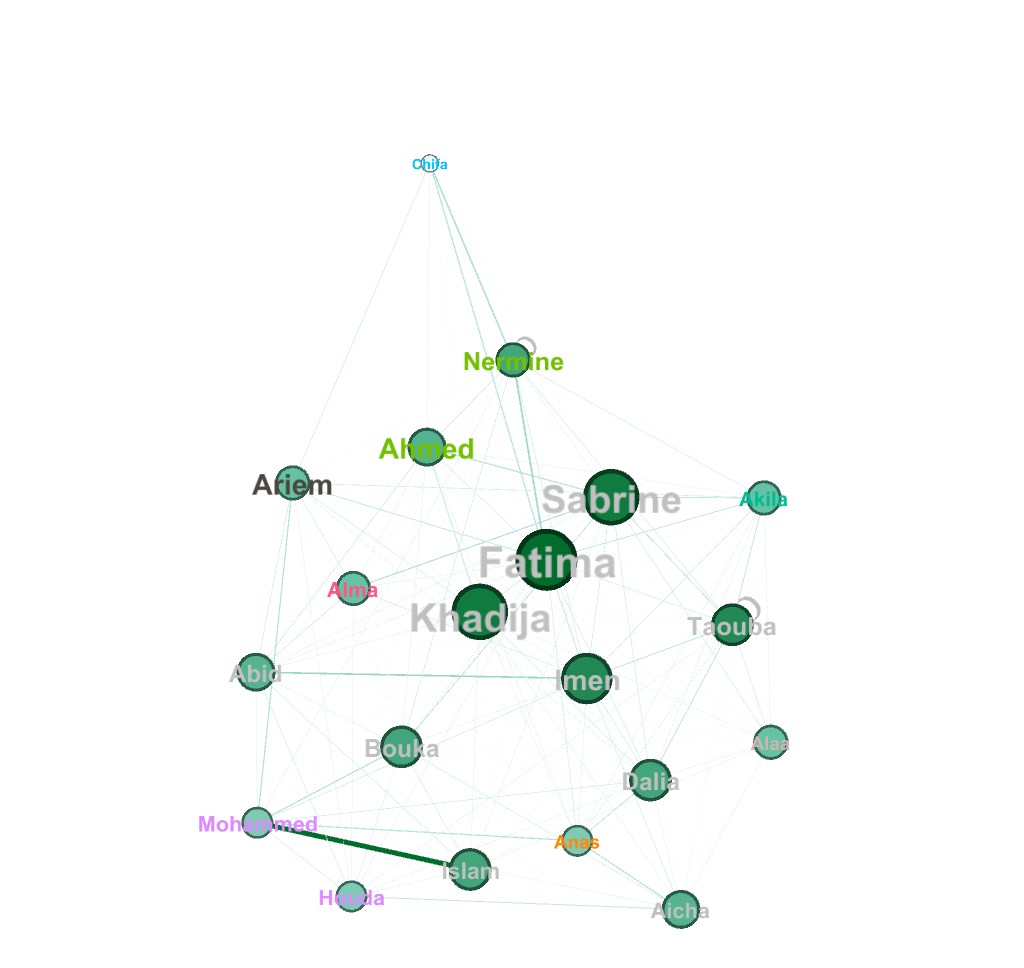 Chifa
Nermine
Ahmed
Ariem
Sabrine
Akila
Fatima
Alma
Khadija
Taouba
Abid
Imen
Bouka
Alaa
Dalia
Mohammed
Anas
Islam
Houda
Aicha